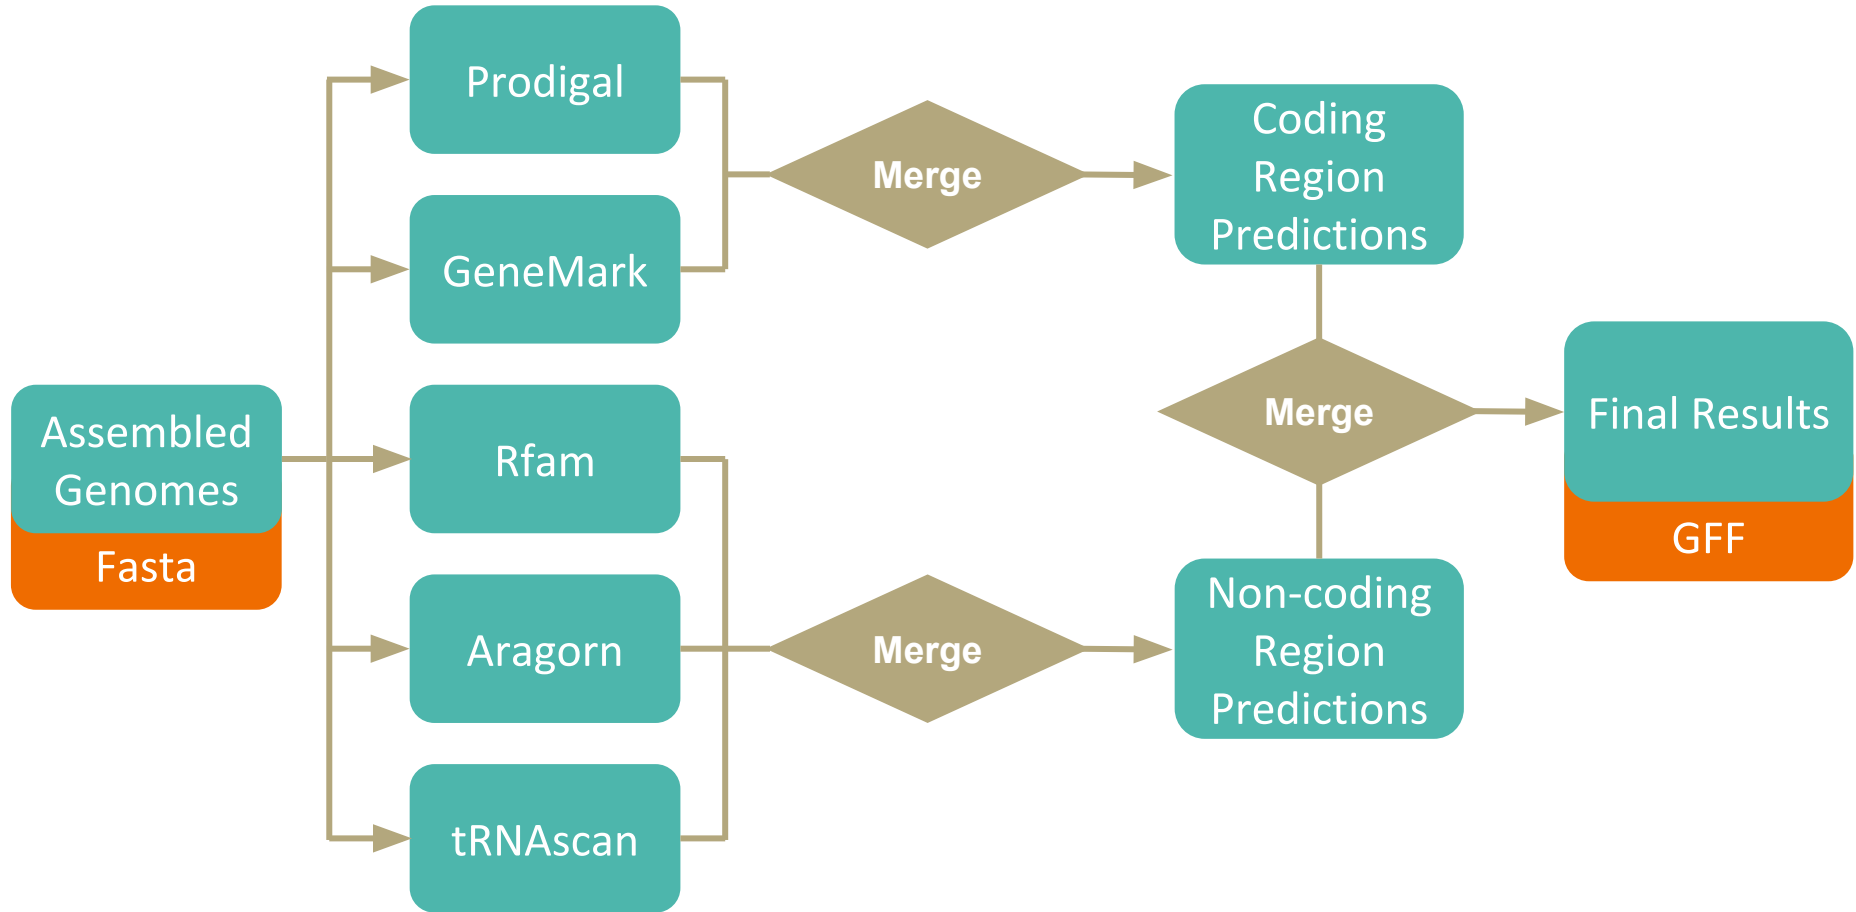 Prodigal
GeneMark
Assembled
Genomes
Fasta
Rfam
Aragorn
tRNAscan
Merge
Merge
Coding
Region
Predictions
Merge
Non-coding
Region
Predictions
Final Results
GFF